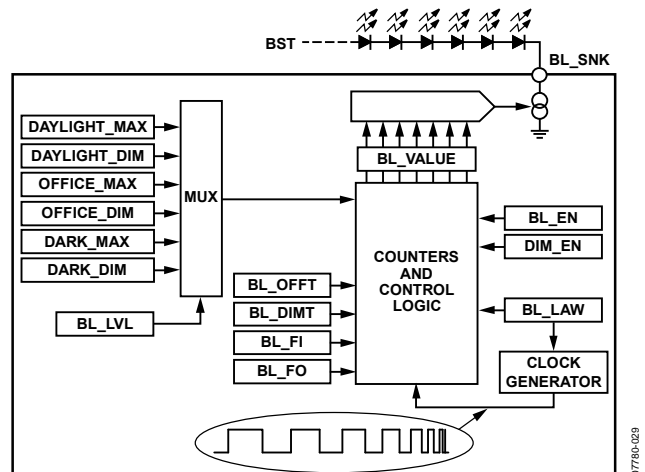 BST
BL_SNK
DAYLIGHT_MAX
DAYLIGHT_DIM
OFFICE_MAX
OFFICE_DIM
DARK_MAX
DARK_DIM
MUX
BL_LVL
BL_VALUE
COUNTERS
AND
CONTROL
LOGIC
BL_OFFT
BL_DIMT
BL_FI
BL_FO
BL_EN
DIM_EN
BL_LAW
CLOCK
GENERATOR
07780-029